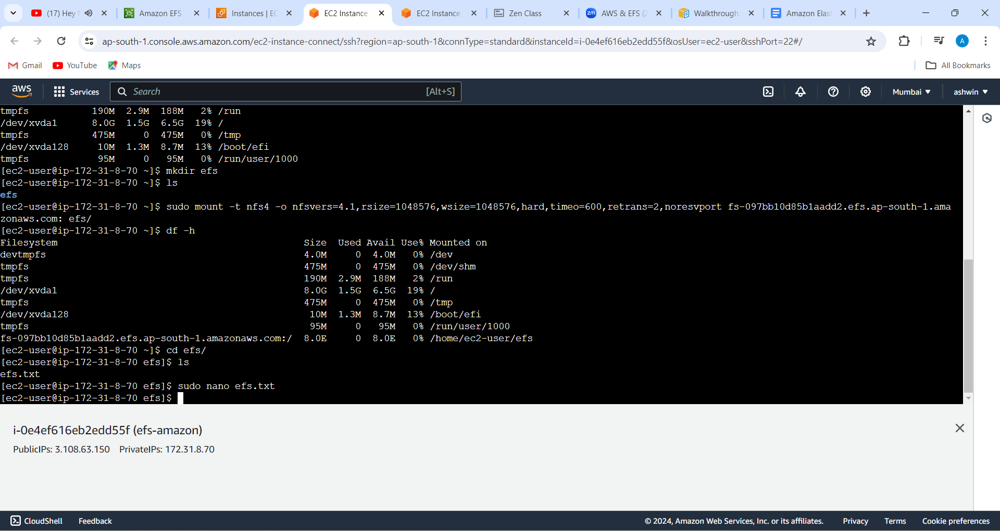 (17) Hey
Amazon EFS
Instances | EC
EC2 Instance
EC2 Instance
Zen Class
zm AWS & EFS (2
Walkthrough:
Amazon Elast
ap-south-1.console.aws.amazon.com/ec2-instance-connect/ssh?region=ap-south-1&connType=standard&instanceId=i-0e4ef616eb2edd55f&osUser=ec2-user&sshPort=22#/
A
Gmail
YouTube
Maps
All Bookmarks
aws
Services
Search [Alt+S]
Mumbai
ashwin
tmpfs 190M 2.9M 188M 2% /run
/dev/xvda1 8.0G 1.5G 6.5G 19% /
tmpfs 475M 0 475M 0% /tmp
/dev/xvda128 10M 1.3M 8.7M 13% /boot/efi
tmpfs 95M 0 95M 0% /run/user/1000
[ec2-user@ip-172-31-8-70 ~]$ mkdir efs
[ec2-user@ip-172-31-8-70 ~]$ ls
efs
[ec2-user@ip-172-31-8-70 ~]$ sudo mount -t nfs4 -o nfsvers=4.1,rsize=1048576,wsize=1048576,hard,timeo=600,retrans=2,noresvport fs-097bb10d85b1aadd2.efs.ap-south-1.ama
zonaws.com: efs/
[ec2-user@ip-172-31-8-70 ~]$ df -h
Filesystem Size Used Avail Use% Mounted on
devtmpfs 4.0M 0 4.0M 0% /dev
tmpfs 475M 0 475M 0% /dev/shm
tmpfs 190M 2.9M 188M 2% /run
/dev/xvda1 8.0G 1.5G 6.5G 19% /
tmpfs 475M 0 475M 0% /tmp
/dev/xvda128 10M 1.3M 8.7M 13% /boot/efi
tmpfs 95M 0 95M 0% /run/user/1000
fs-097bb10d85b1aadd2.efs.ap-south-1.amazonaws.com:/ 8.0E 0 8.0E 0% /home/ec2-user/efs
[ec2-user@ip-172-31-8-70 ~]$ cd efs/
[ec2-user@ip-172-31-8-70 efs]$ ls
efs.txt
[ec2-user@ip-172-31-8-70 efs]$ sudo nano efs.txt
[ec2-user@ip-172-31-8-70 efs]$
i-0e4ef616eb2edd55f (efs-amazon)
PublicIPs: 3.108.63.150 PrivateIPs: 172.31.8.70
CloudShell
Feedback
© 2024, Amazon Web Services, Inc. or its affiliates.
Privacy
Terms
Cookie preferences